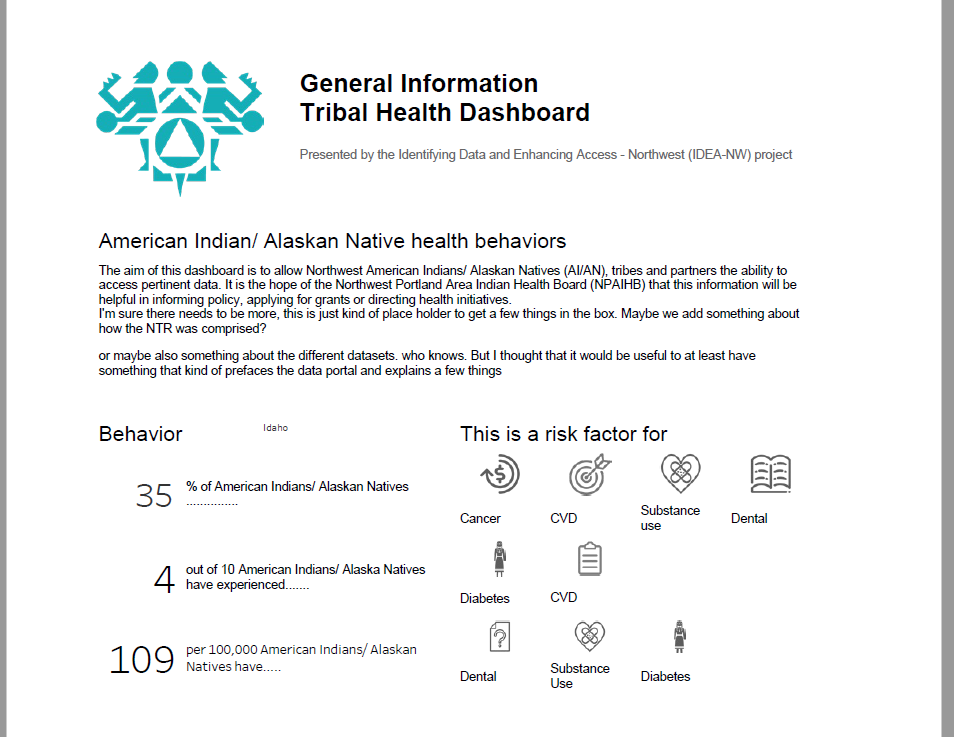 General Information
Tribal Health Dashboard
Presented by the Identifying Data and Enhancing Access - Northwest (IDEA-NW) project
American Indian/ Alaskan Native health behaviors
The aim of this dashboard is to allow Northwest American Indians/ Alaskan Natives (AI/AN), tribes and partners the ability to
access pertinent data. It is the hope of the Northwest Portland Area Indian Health Board (NPAIHB) that this information will be
helpful in informing policy, applying for grants or directing health initiatives.
I'm sure there needs to be more, this is just kind of place holder to get a few things in the box. Maybe we add something about
how the NTR was comprised?
or maybe also something about the different datasets. who knows. But I thought that it would be useful to at least have
something that kind of prefaces the data portal and explains a few things
Behavior
Idaho
35
% of American Indians/ Alaskan Natives
...............
4
out of 10 American Indians/ Alaska Natives
have experienced.......
109
per 100,000 American Indians/ Alaskan
Natives have.....
This is a risk factor for
$
Cancer
CVD
Substance
use
Dental
Diabetes
CVD
?
Dental
Substance
Use
Diabetes